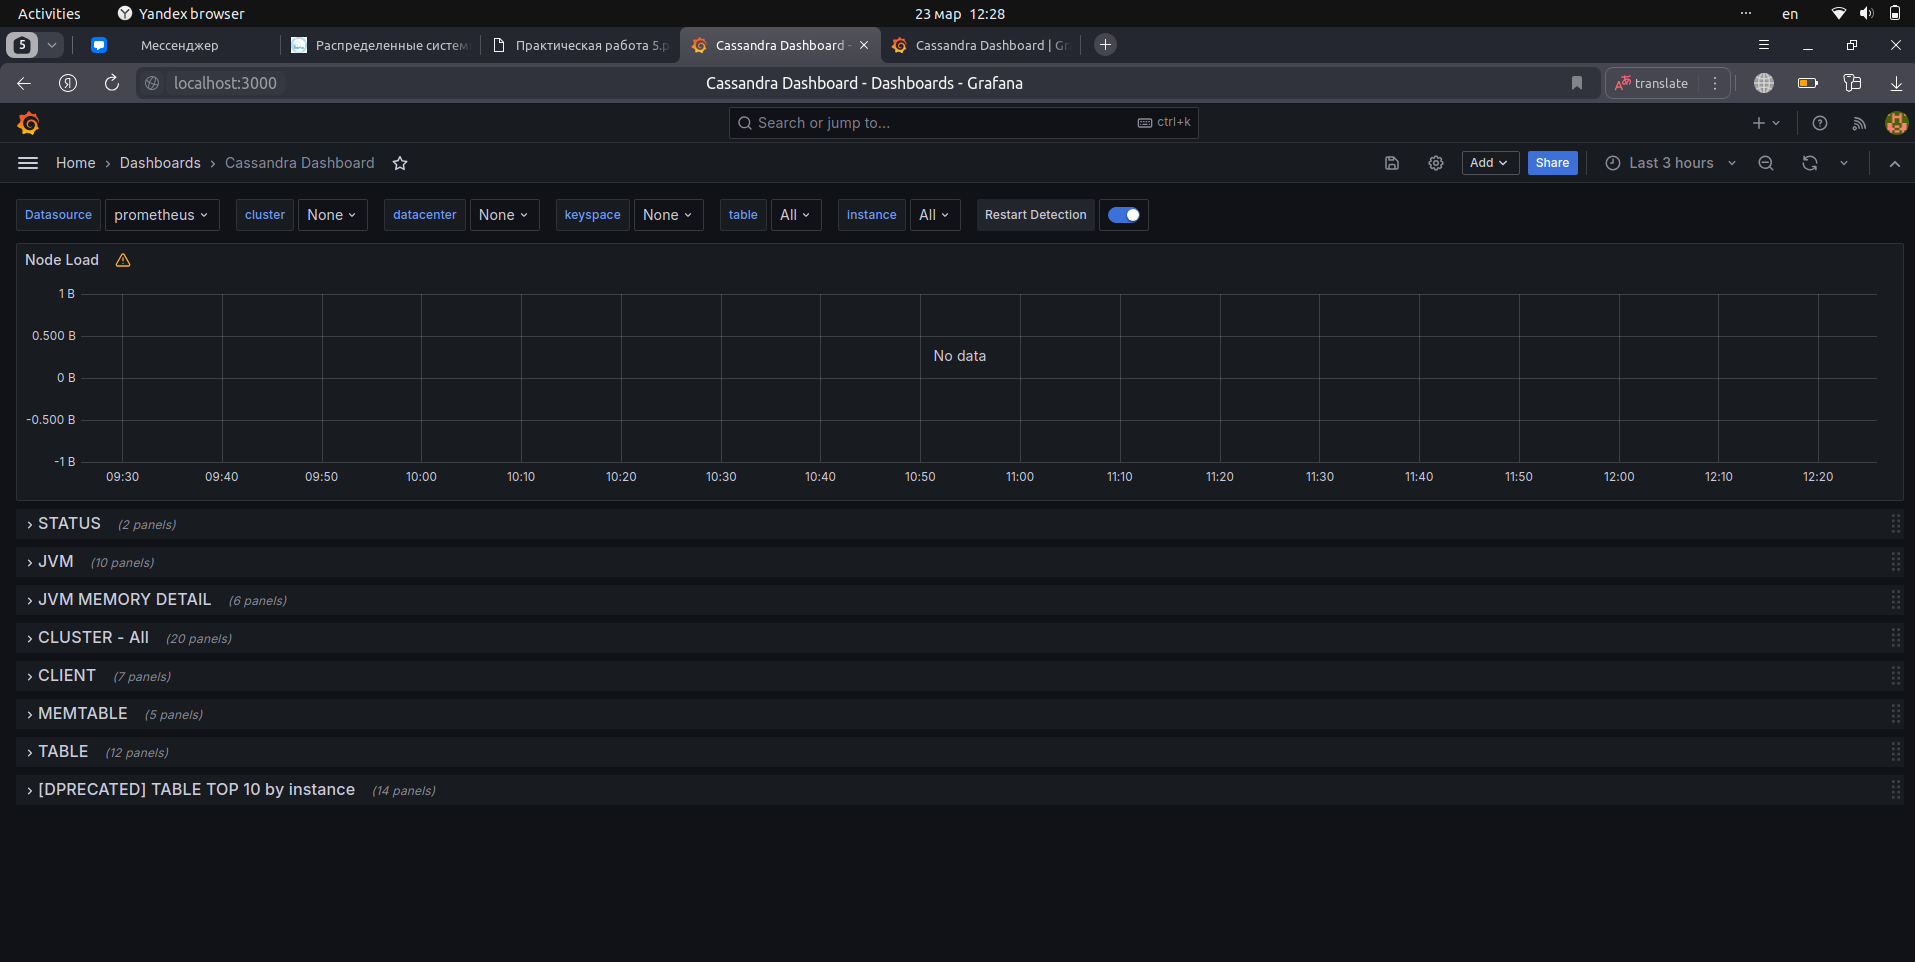 Activities Yandex browser 23 мар 12:28 en
5 Мессенджер Распределенные систем Практическая работа 5.p Cassandra Dashboard - Cassandra Dashboard | Gr
localhost:3000 Cassandra Dashboard - Dashboards - Grafana translate
Search or jump to... ctrl+k
Home › Dashboards › Cassandra Dashboard Add Share Last 3 hours
Datasource prometheus cluster None datacenter None keyspace None table All instance All Restart Detection
Node Load
1 B
0.500 B
No data
0 B
-0.500 B
-1 B
09:30 09:40 09:50 10:00 10:10 10:20 10:30 10:40 10:50 11:00 11:10 11:20 11:30 11:40 11:50 12:00 12:10 12:20
STATUS (2 panels)
JVM (10 panels)
JVM MEMORY DETAIL (6 panels)
CLUSTER - All (20 panels)
CLIENT (7 panels)
MEMTABLE (5 panels)
TABLE (12 panels)
[DPRECATED] TABLE TOP 10 by instance (14 panels)